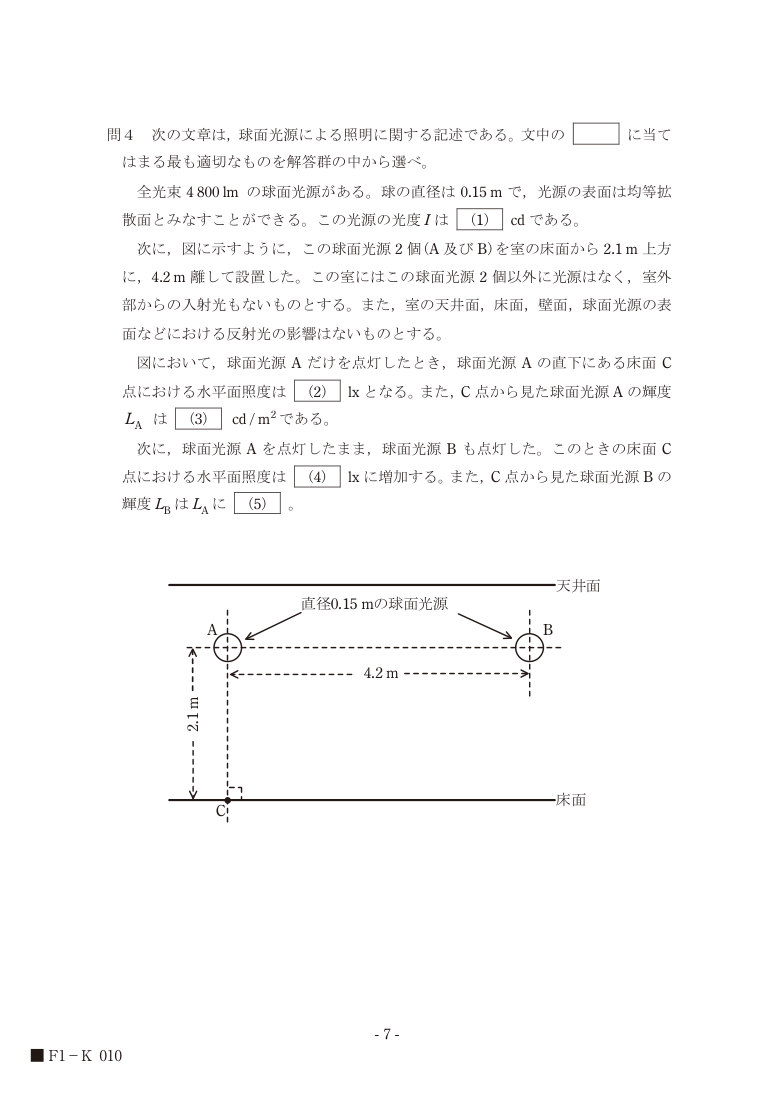 問4 次の文章は，球面光源による照明に関する記述である。文中の に当て
はまる最も適切なものを解答群の中から選べ。
全光束 4 800 lm の球面光源がある。球の直径は 0.15 m で，光源の表面は均等拡
散面とみなすことができる。この光源の光度 I は (1) cd である。
次に，図に示すように，この球面光源 2 個(A 及び B)を室の床面から 2.1 m 上方
に，4.2 m 離して設置した。この室にはこの球面光源 2 個以外に光源はなく，室外
部からの入射光もないものとする。また，室の天井面，床面，壁面，球面光源の表
面などにおける反射光の影響はないものとする。
図において，球面光源 A だけを点灯したとき，球面光源 A の直下にある床面 C
点における水平面照度は (2) lx となる。また，C 点から見た球面光源 A の輝度
LA は (3) cd/m2 である。
次に，球面光源 A を点灯したまま，球面光源 B も点灯した。このときの床面 C
点における水平面照度は (4) lx に増加する。また，C 点から見た球面光源 B の
輝度 LB は LA に (5) 。
天井面
直径0.15 mの球面光源
A
B
4.2 m
2.1 m
床面
C
- 7 -
■ F1－K 010